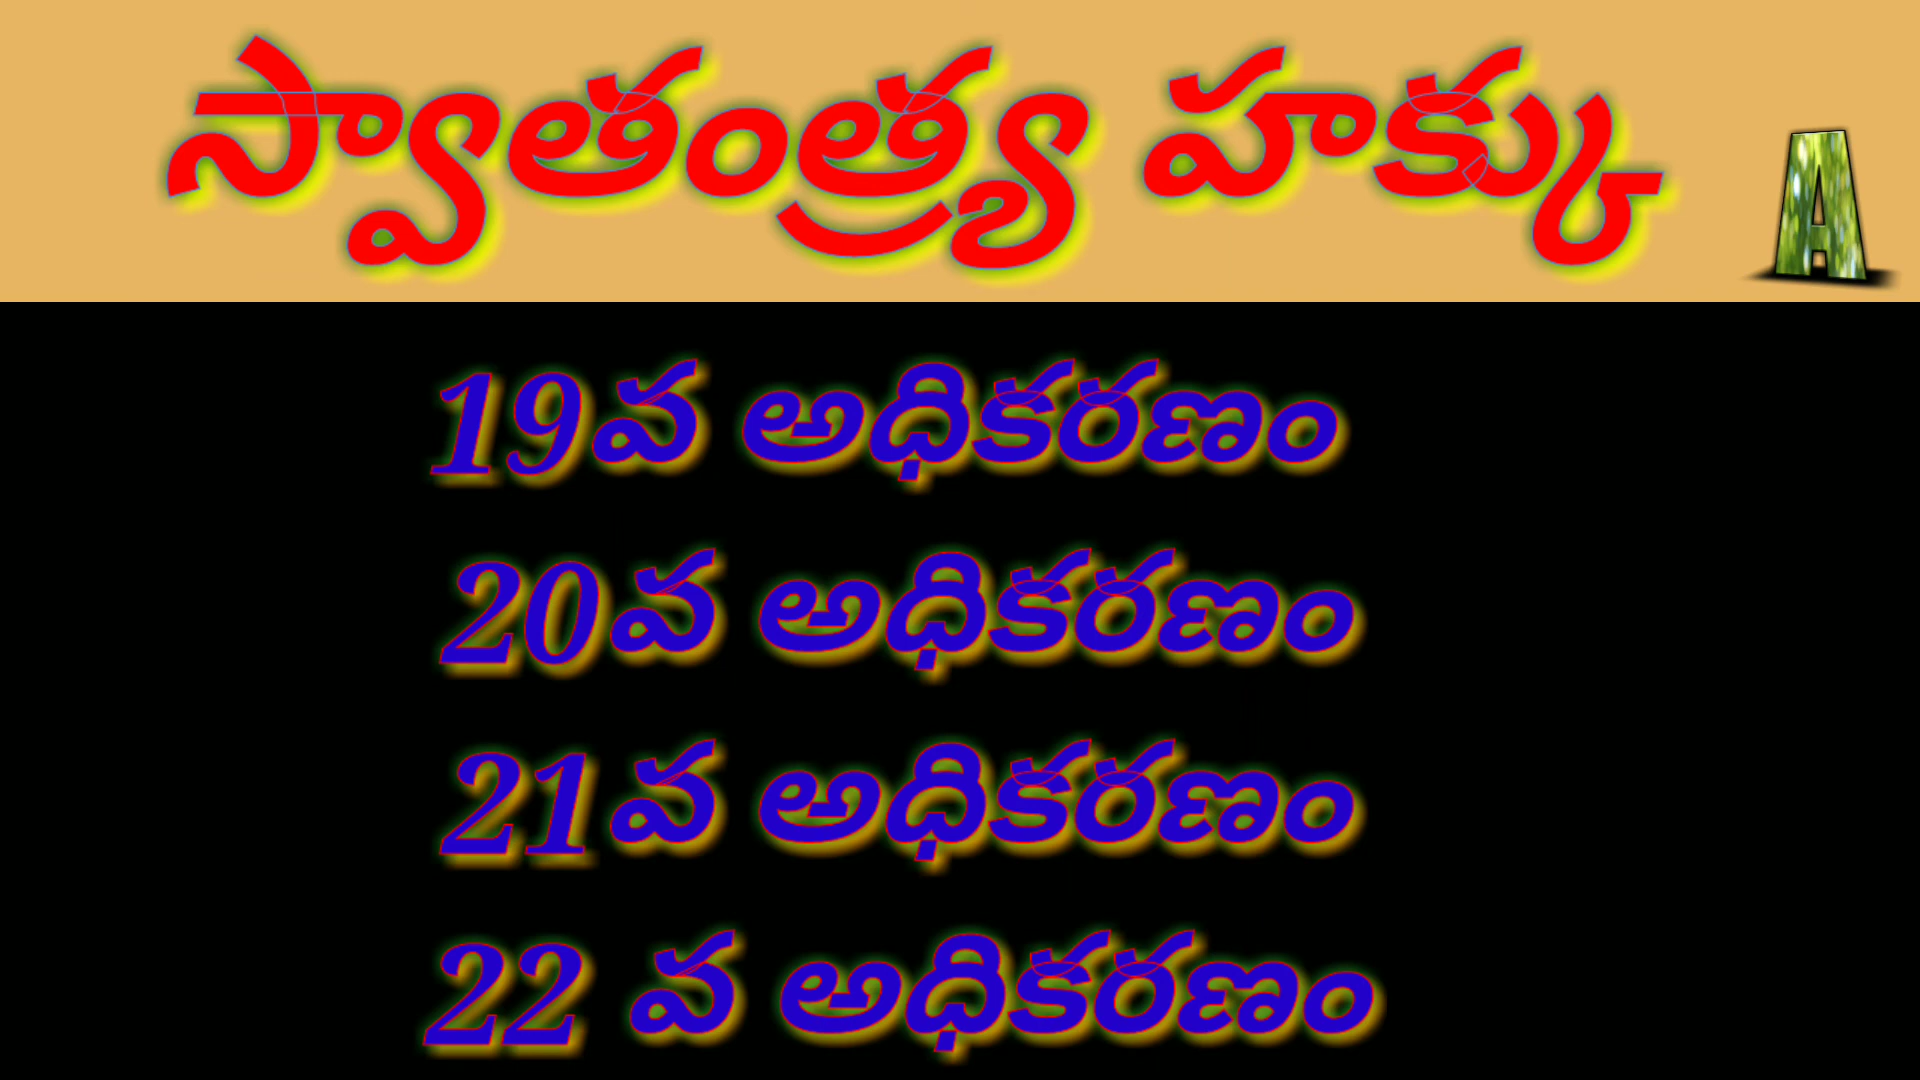 స్వాతంత్ర్య హక్కు
A
19వ అధికరణం
20వ అధికరణం
21వ అధికరణం
22 వ అధికరణం